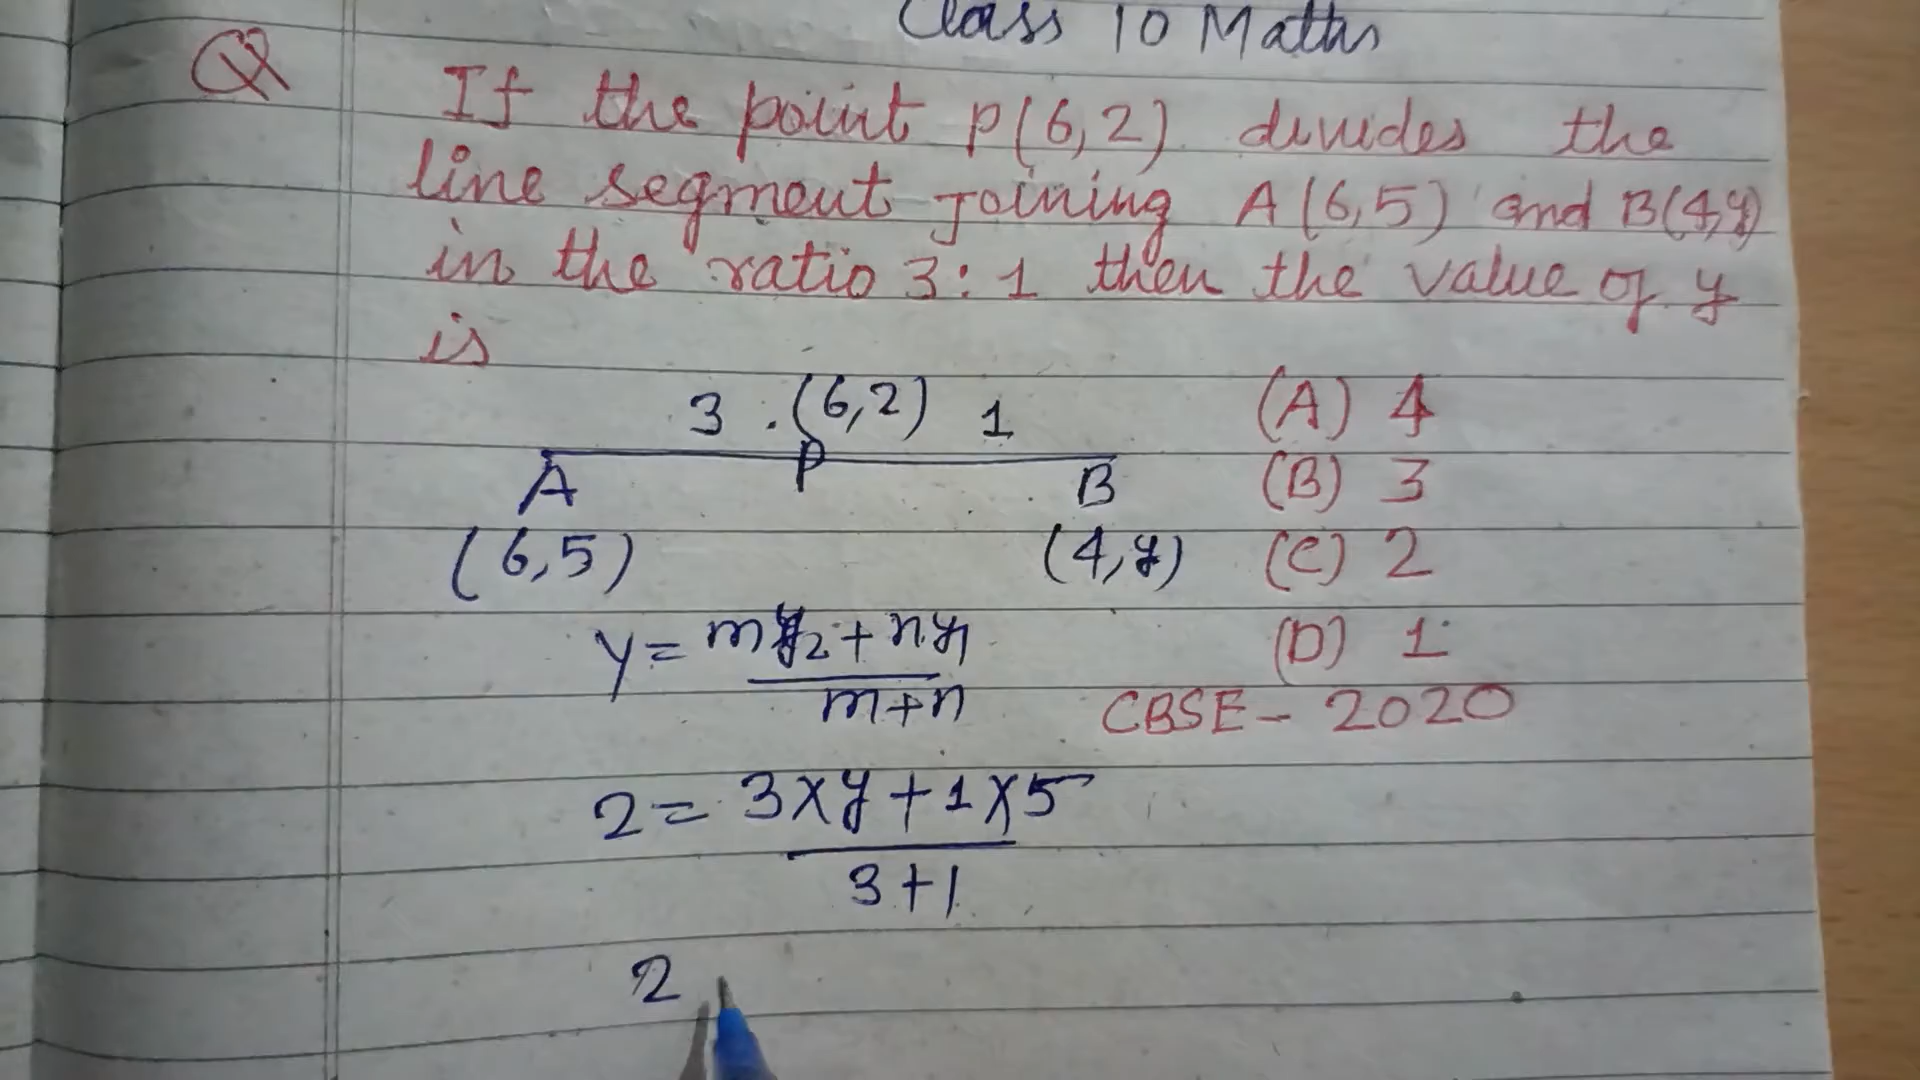 Class 10 Maths
Q If the point P(6,2) divides the
line segment Joining A(6,5) and B(4,y)
in the ratio 3:1 then the value of y
is
3 (6,2) 1
(A) 4
A P B
(B) 3
(6,5) (4,y)
(C) 2
y = my2 + ny1
m+n
(D) 1
CBSE - 2020
2 = 3xy + 1x5
3+1
2